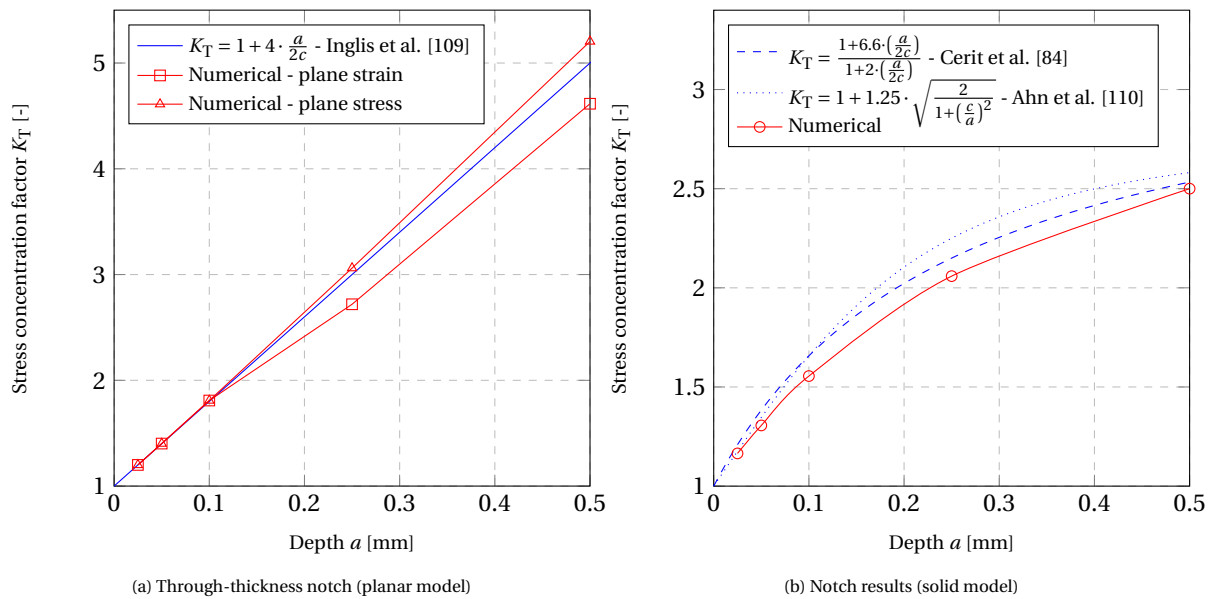 K_T = 1 + 4 · a/2c - Inglis et al. [109]
Numerical - plane strain
Numerical - plane stress
Stress concentration factor K_T [-]
5
4
3
2
1
0
0.1
0.2
0.3
0.4
0.5
Depth a [mm]
(a) Through-thickness notch (planar model)
K_T = (1+6.6·(a/2c))/(1+2·(a/2c)) - Cerit et al. [84]
K_T = 1 + 1.25 · √(2/(1+(c/a)²)) - Ahn et al. [110]
Numerical
Stress concentration factor K_T [-]
3
2.5
2
1.5
1
0
0.1
0.2
0.3
0.4
0.5
Depth a [mm]
(b) Notch results (solid model)